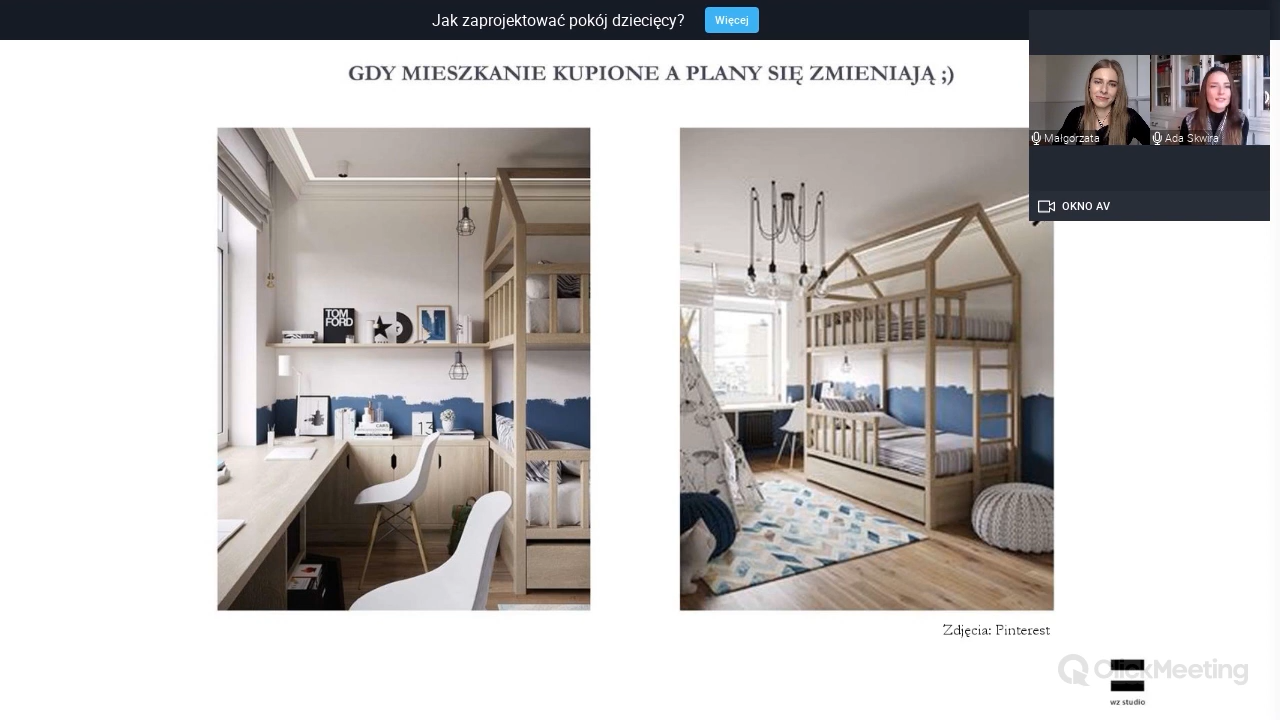 Jak zaprojektować pokój dziecięcy?
Więcej
GDY MIESZKANIE KUPIONE A PLANY SIĘ ZMIENIAJĄ ;)
Małgorzata
Ada Skwira
OKNO AV
TOM
FORD
CARS
13
Zdjęcia: Pinterest
ClickMeeting
wz studio